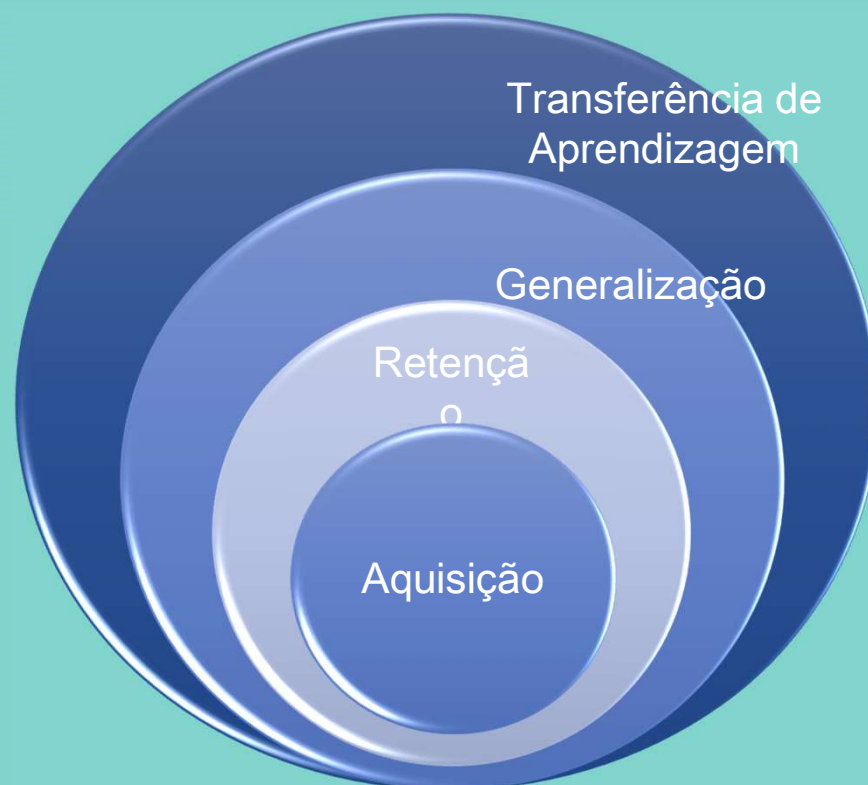 Transferência de
Aprendizagem
Generalização
Retençã
o
Aquisição